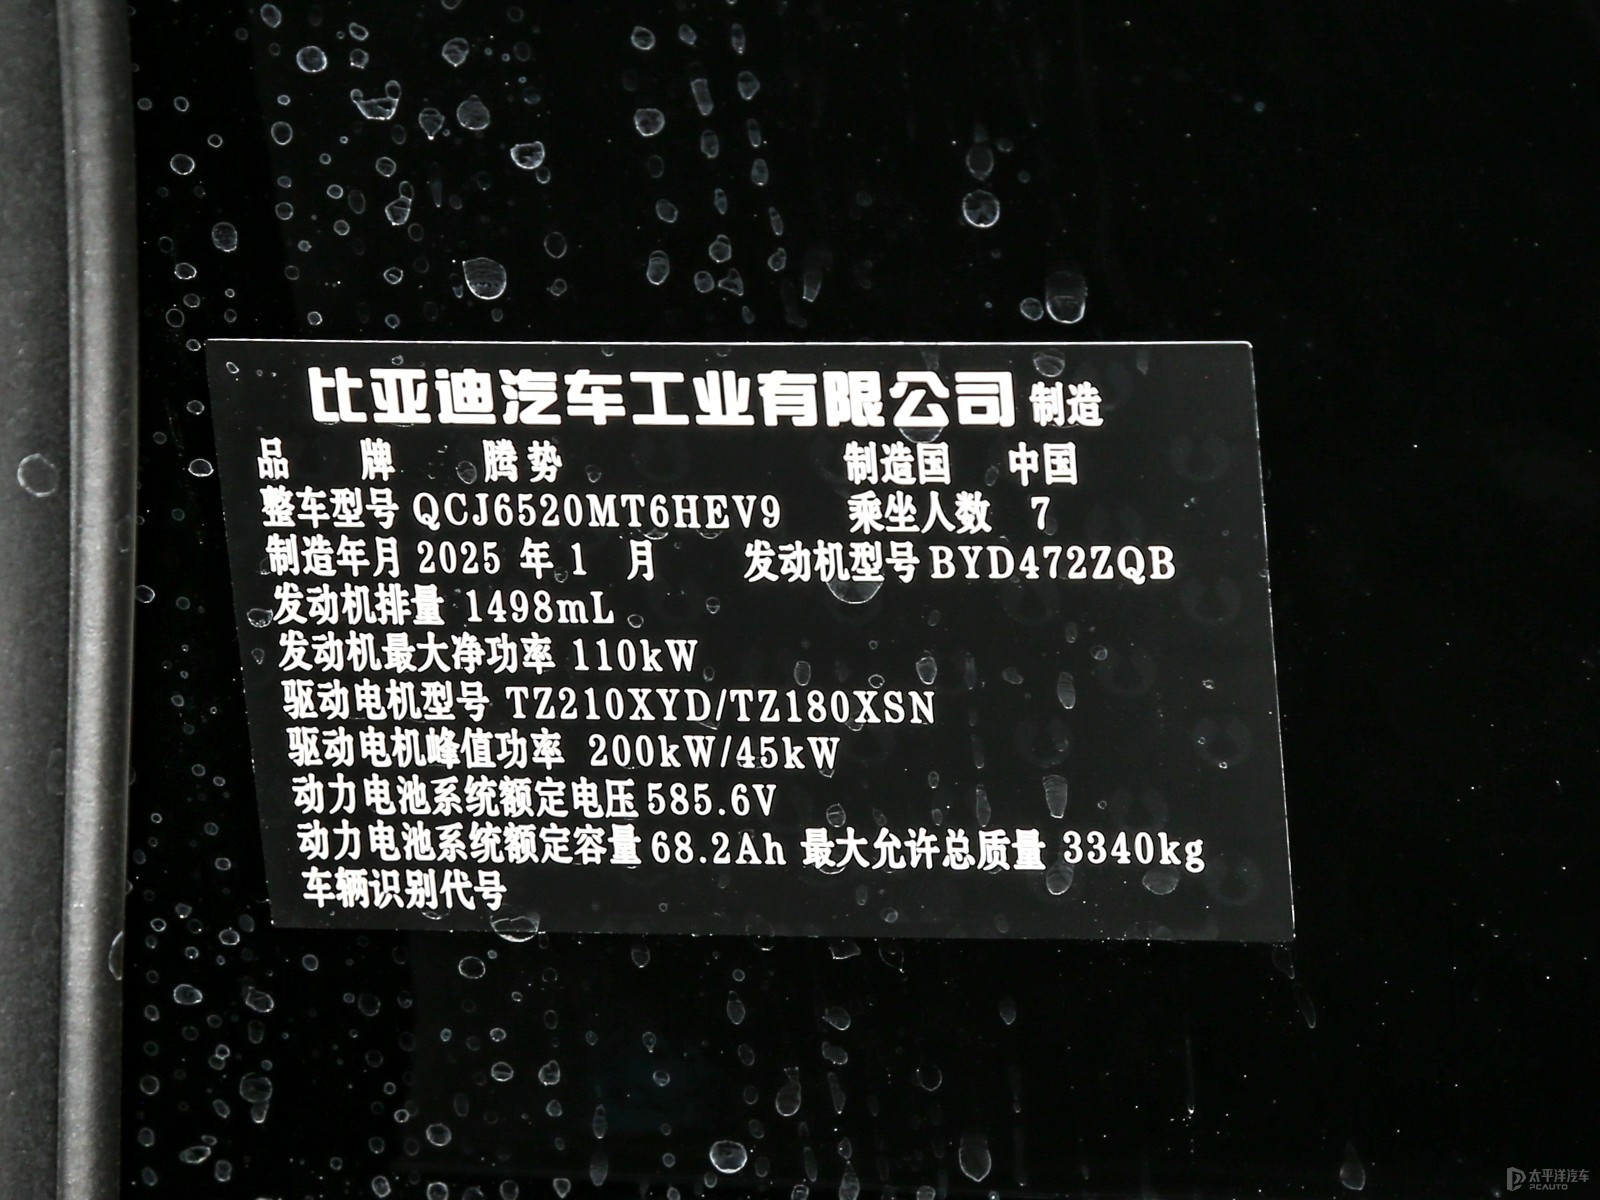 比亚迪汽车工业有限公司 制造
品 牌 腾势 制造国 中国
整车型号 QCJ6520MT6HEV9 乘坐人数 7
制造年月 2025 年 1 月 发动机型号 BYD472ZQB
发动机排量 1498mL
发动机最大净功率 110kW
驱动电机型号 TZ210XYD/TZ180XSN
驱动电机峰值功率 200kW/45kW
动力电池系统额定电压 585.6V
动力电池系统额定容量 68.2Ah 最大允许总质量 3340kg
车辆识别代号
太平洋汽车
PCAUTO